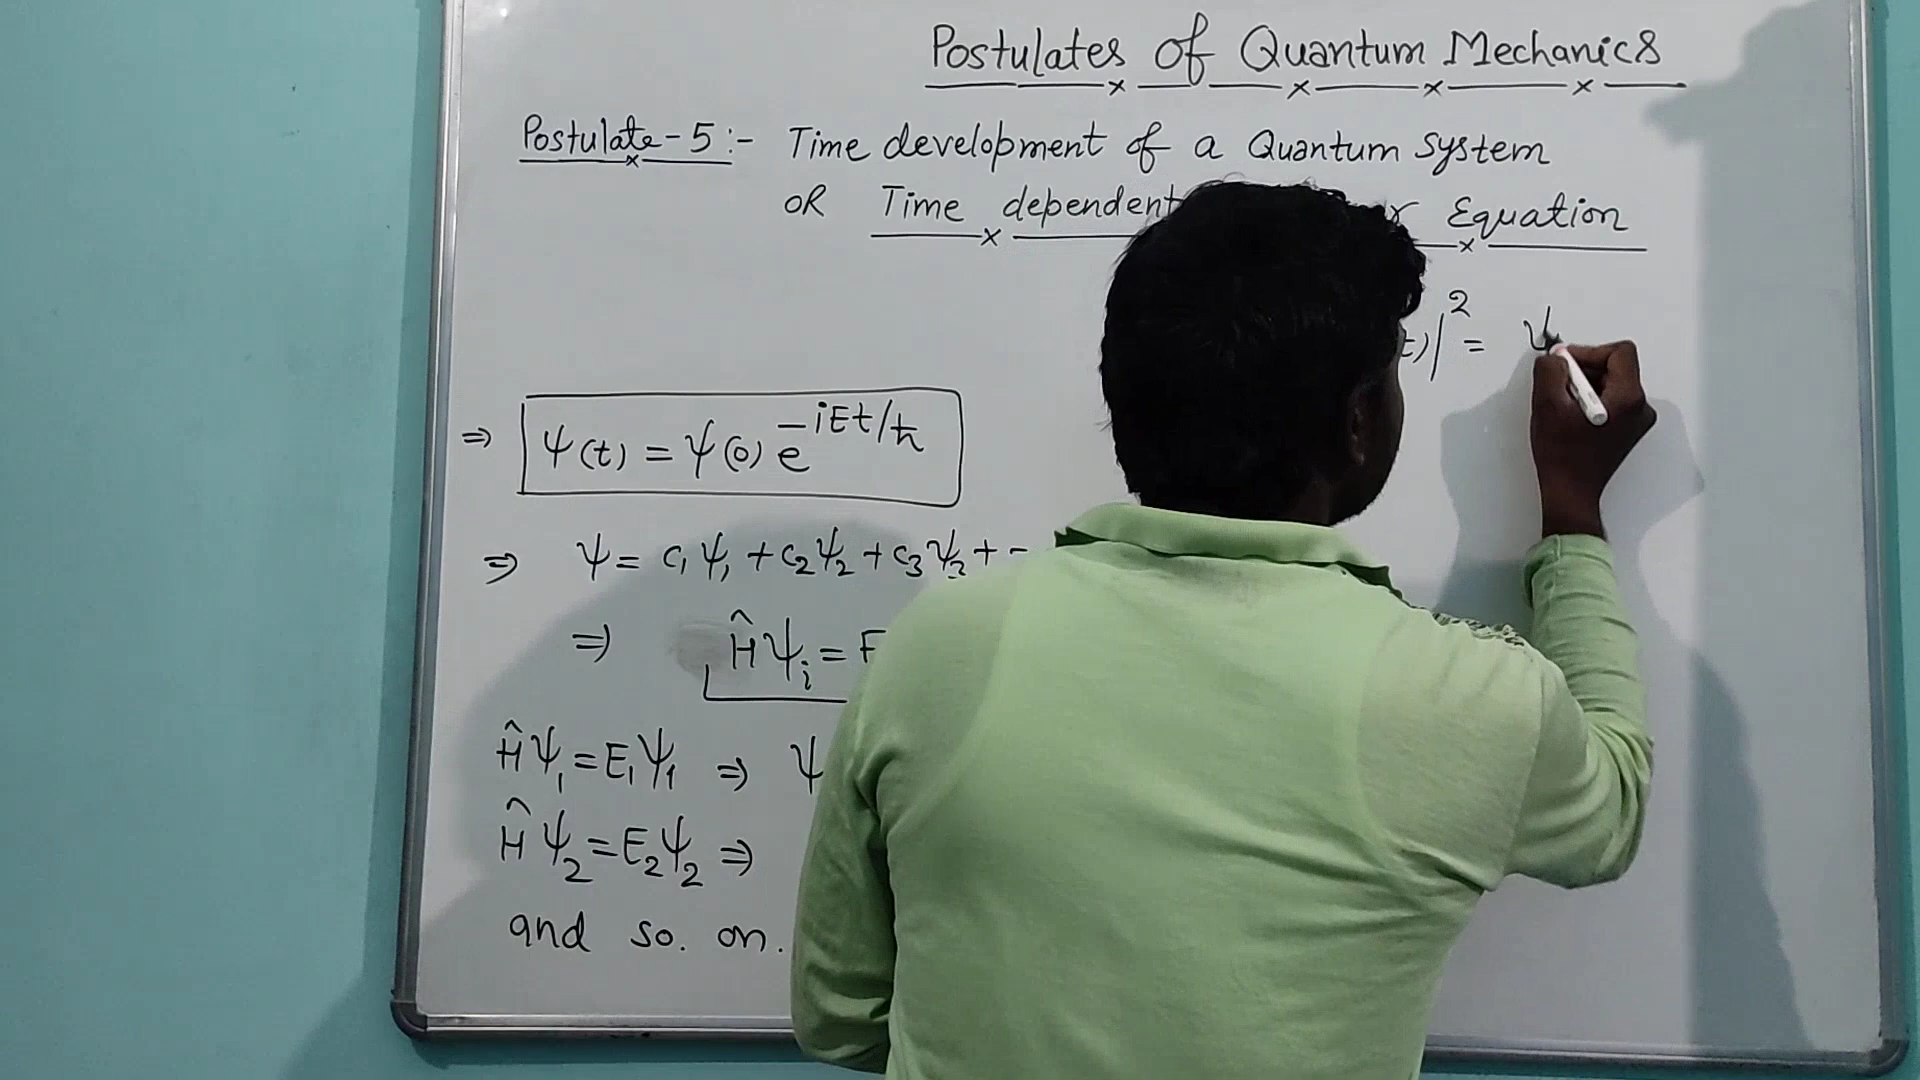 Postulates of Quantum Mechanics
Postulate-5:- Time development of a Quantum System
OR Time dependent Equation
t)|² = ψ
⇒ ψ(t) = ψ(0) e^-iEt/ħ
⇒ ψ = c₁ψ₁ + c₂ψ₂ + c₃ψ₃ + -
⇒ Ĥψᵢ = E
Ĥψ₁ = E₁ψ₁ ⇒ ψ
Ĥψ₂ = E₂ψ₂ ⇒
and so. on.